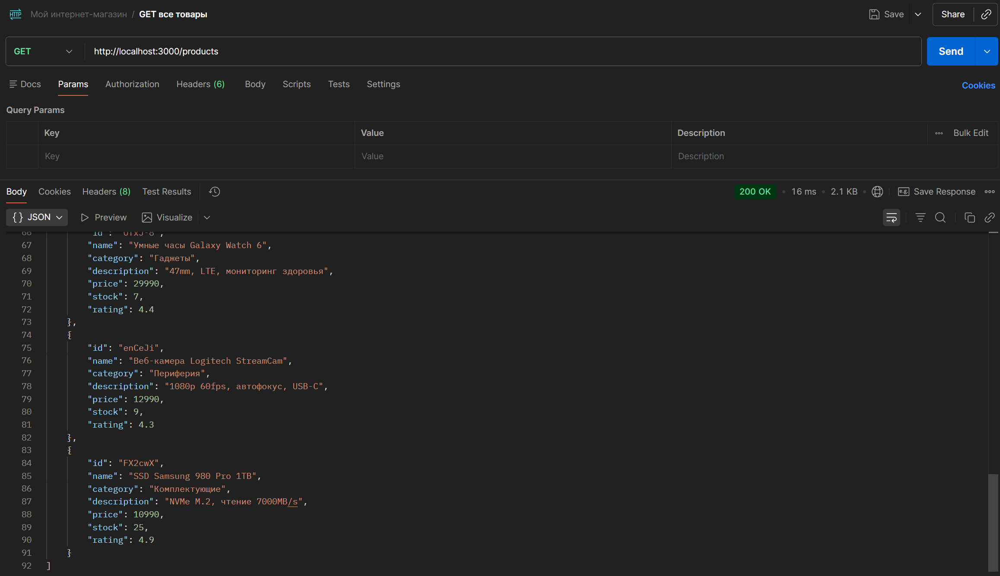 HTTP Мой интернет-магазин / GET все товары Save Share
GET http://localhost:3000/products Send
Docs Params Authorization Headers (6) Body Scripts Tests Settings Cookies
Query Params
Key Value Description Bulk Edit
Key Value Description
Body Cookies Headers (8) Test Results 200 OK • 16 ms • 2.1 KB • e.g. Save Response
{} JSON Preview Visualize
67 "name": "Умные часы Galaxy Watch 6",
68 "category": "Гаджеты",
69 "description": "47mm, LTE, мониторинг здоровья",
70 "price": 29990,
71 "stock": 7,
72 "rating": 4.4
73 },
74 {
75 "id": "enCeJi",
76 "name": "Веб-камера Logitech StreamCam",
77 "category": "Периферия",
78 "description": "1080p 60fps, автофокус, USB-C",
79 "price": 12990,
80 "stock": 9,
81 "rating": 4.3
82 },
83 {
84 "id": "FX2cwX",
85 "name": "SSD Samsung 980 Pro 1TB",
86 "category": "Комплектующие",
87 "description": "NVMe M.2, чтение 7000MB/s",
88 "price": 10990,
89 "stock": 25,
90 "rating": 4.9
91 }
92 ]